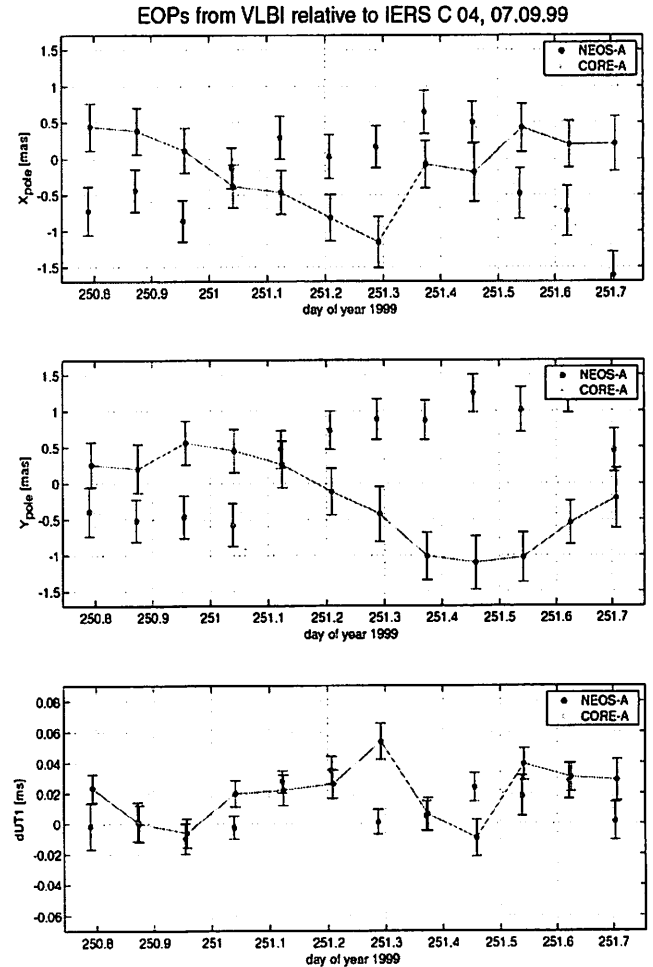 EOPs from VLBI relative to IERS C 04, 07.09.99
1.5
1
0.5
0
-0.5
-1
-1.5
Xpole [mas]
NEOS-A
CORE-A
250.8 250.9 251 251.1 251.2 251.3 251.4 251.5 251.6 251.7
day of year 1999
1.5
1
0.5
0
-0.5
-1
-1.5
Ypole [mas]
NEOS-A
CORE-A
250.8 250.9 251 251.1 251.2 251.3 251.4 251.5 251.6 251.7
day of year 1999
0.08
0.06
0.04
0.02
0
-0.02
-0.04
-0.06
dUT1 [ms]
NEOS-A
CORE-A
250.8 250.9 251 251.1 251.2 251.3 251.4 251.5 251.6 251.7
day of year 1999